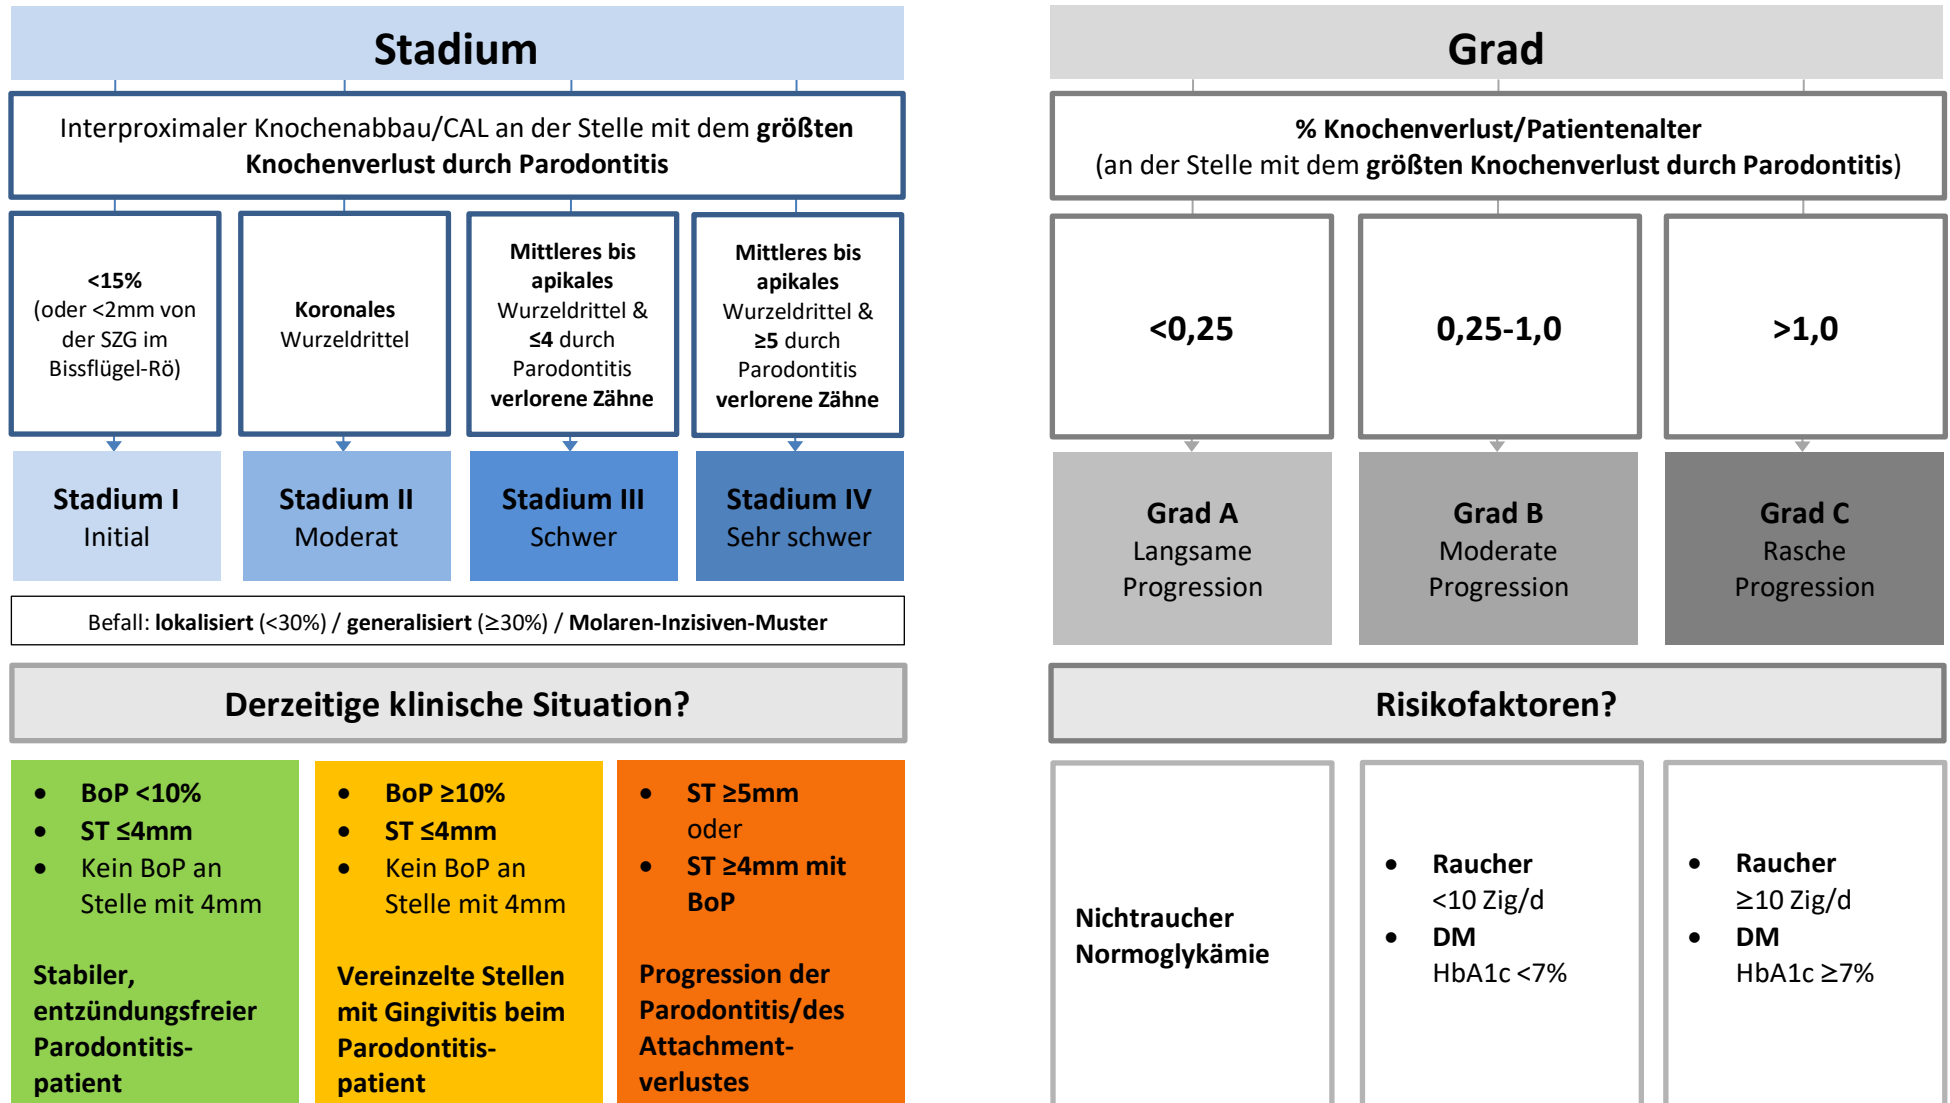 Stadium
Interproximaler Knochenabbau/CAL an der Stelle mit dem größten
Knochenverlust durch Parodontitis
<15%
(oder <2mm von
der SZG im
Bissflügel-Rö)
Koronales
Wurzeldrittel
Mittleres bis
apikales
Wurzeldrittel &
≤4 durch
Parodontitis
verlorene Zähne
Mittleres bis
apikales
Wurzeldrittel &
≥5 durch
Parodontitis
verlorene Zähne
Stadium I
Initial
Stadium II
Moderat
Stadium III
Schwer
Stadium IV
Sehr schwer
Befall: lokalisiert (<30%) / generalisiert (≥30%) / Molaren-Inzisiven-Muster
Derzeitige klinische Situation?
• BoP <10%
• ST ≤4mm
• Kein BoP an
Stelle mit 4mm
Stabiler,
entzündungsfreier
Parodontitis-
patient
• BoP ≥10%
• ST ≤4mm
• Kein BoP an
Stelle mit 4mm
Vereinzelte Stellen
mit Gingivitis beim
Parodontitis-
patient
• ST ≥5mm
oder
• ST ≥4mm mit
BoP
Progression der
Parodontitis/des
Attachment-
verlustes
Grad
% Knochenverlust/Patientenalter
(an der Stelle mit dem größten Knochenverlust durch Parodontitis)
<0,25
0,25-1,0
>1,0
Grad A
Langsame
Progression
Grad B
Moderate
Progression
Grad C
Rasche
Progression
Risikofaktoren?
Nichtraucher
Normoglykämie
• Raucher
<10 Zig/d
• DM
HbA1c <7%
• Raucher
≥10 Zig/d
• DM
HbA1c ≥7%